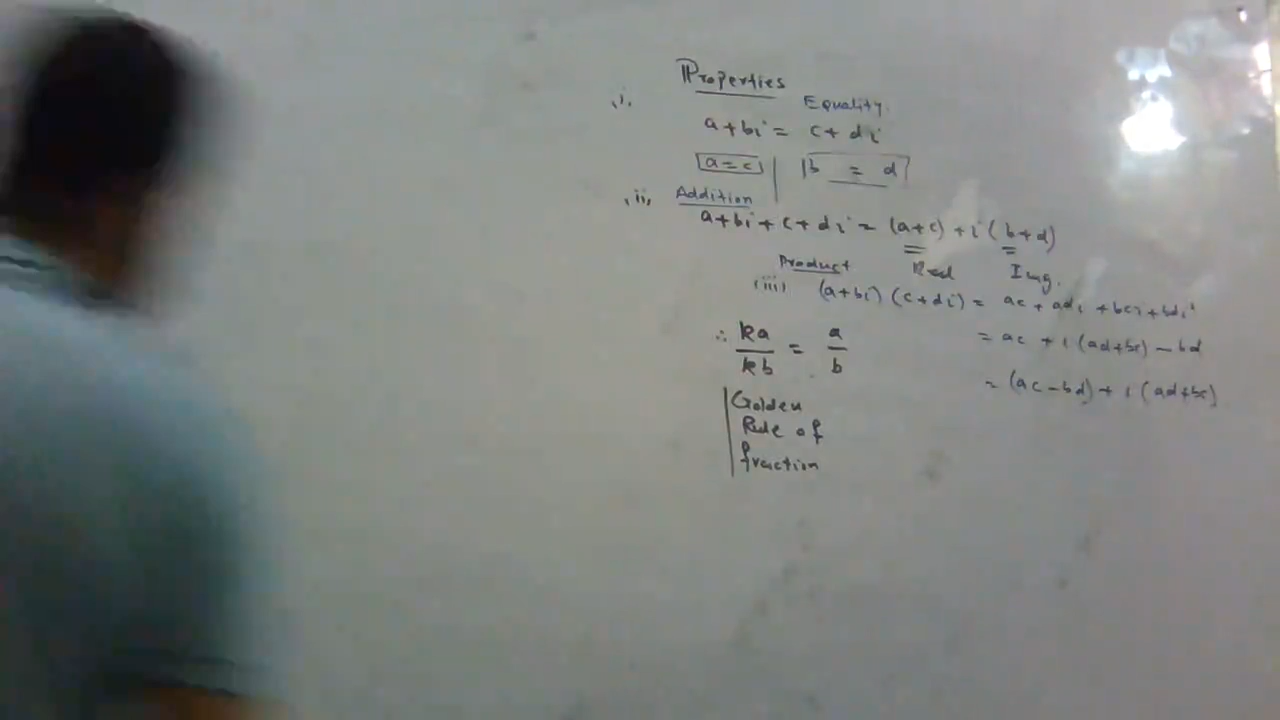 Properties
(i) Equality
a+bi = c+di
a=c | b = d
(ii) Addition
a+bi+c+di = (a+c) +i(b+d)
Real Img.
Product
(iii) (a+bi)(c+di) = ac + adi +bci+bdi²
= ac + i(ad+bc) - bd
= (ac-bd)+ i(ad+bc)
∴ ka/kb = a/b
Golden
Rule of
fraction